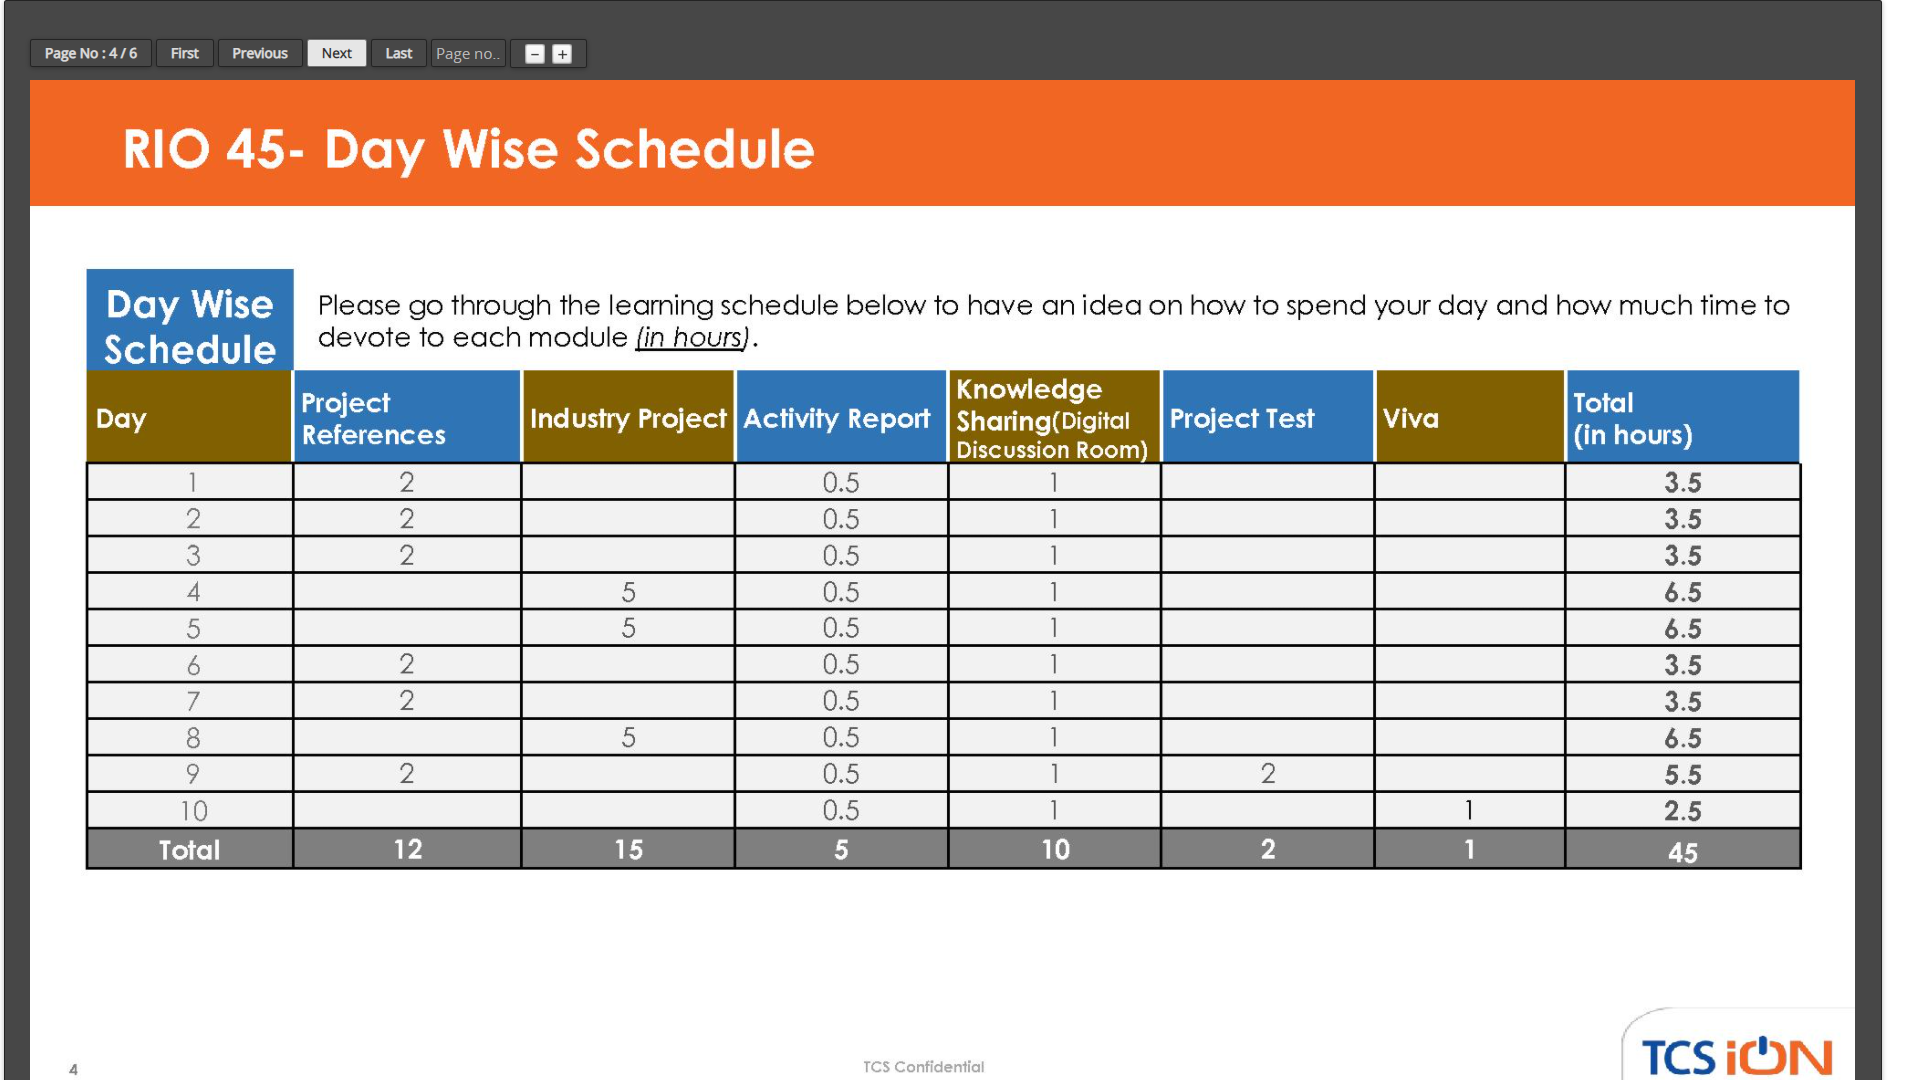 Page No : 4 / 6 First Previous Next Last Page no.. - +
RIO 45- Day Wise Schedule
Day Wise
Schedule
Please go through the learning schedule below to have an idea on how to spend your day and how much time to
devote to each module (in hours).
Day Project References Industry Project Activity Report Knowledge Sharing(Digital Discussion Room) Project Test Viva Total (in hours)
1 2 0.5 1 3.5
2 2 0.5 1 3.5
3 2 0.5 1 3.5
4 5 0.5 1 6.5
5 5 0.5 1 6.5
6 2 0.5 1 3.5
7 2 0.5 1 3.5
8 5 0.5 1 6.5
9 2 0.5 1 2 5.5
10 0.5 1 1 2.5
Total 12 15 5 10 2 1 45
4 TCS Confidential TCS iON